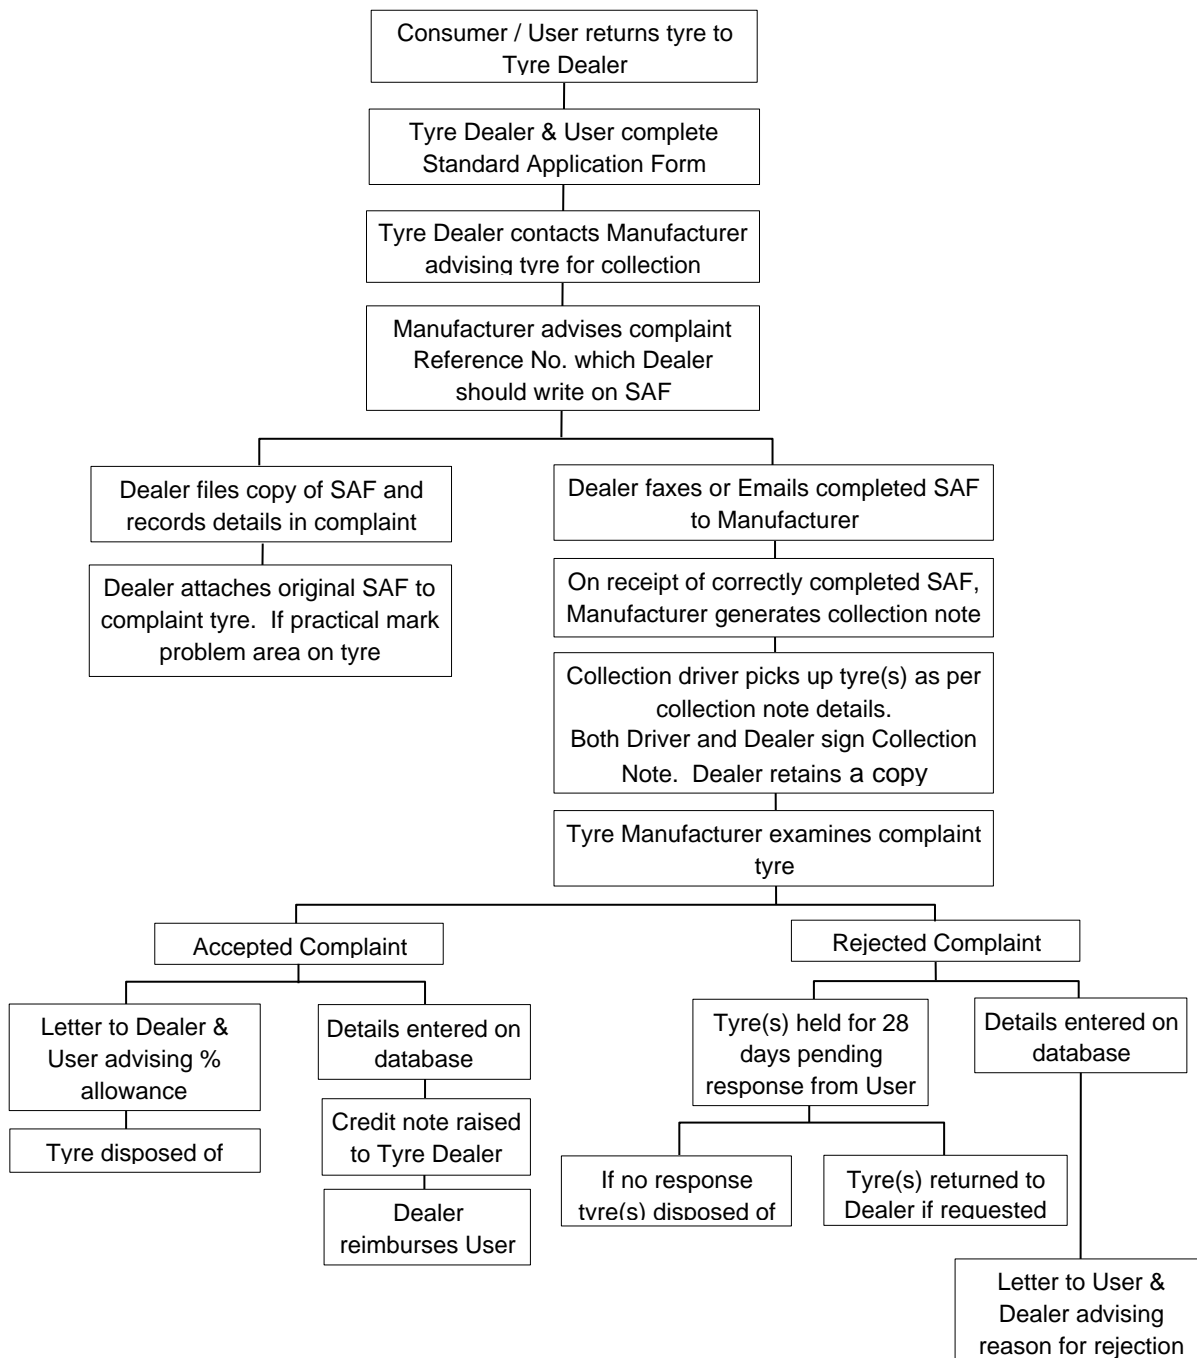 Consumer / User returns tyre to
Tyre Dealer
Tyre Dealer & User complete
Standard Application Form
Tyre Dealer contacts Manufacturer
advising tyre for collection
Manufacturer advises complaint
Reference No. which Dealer
should write on SAF
Dealer files copy of SAF and
records details in complaint
Dealer attaches original SAF to
complaint tyre.  If practical mark
problem area on tyre
Dealer faxes or Emails completed SAF
to Manufacturer
On receipt of correctly completed SAF,
Manufacturer generates collection note
Collection driver picks up tyre(s) as per
collection note details.
Both Driver and Dealer sign Collection
Note.  Dealer retains a copy
Tyre Manufacturer examines complaint
tyre
Accepted Complaint
Letter to Dealer &
User advising %
allowance
Tyre disposed of
Details entered on
database
Credit note raised
to Tyre Dealer
Dealer
reimburses User
Rejected Complaint
Tyre(s) held for 28
days pending
response from User
If no response
tyre(s) disposed of
Tyre(s) returned to
Dealer if requested
Details entered on
database
Letter to User &
Dealer advising
reason for rejection